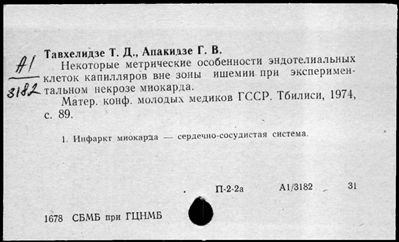 Тавхелидзе Т. Д., Апакидзе Г. В.
А1/3182
Некоторые метрические особенности эндотелиальных
клеток капилляров вне зоны ишемии при эксперимен-
тальном некрозе миокарда.
Матер. конф. молодых медиков ГССР. Тбилиси, 1974,
с. 89.
1. Инфаркт миокарда — сердечно-сосудистая система.
П-2-2а А1/3182 31
1678 СБМБ при ГЦНМБ